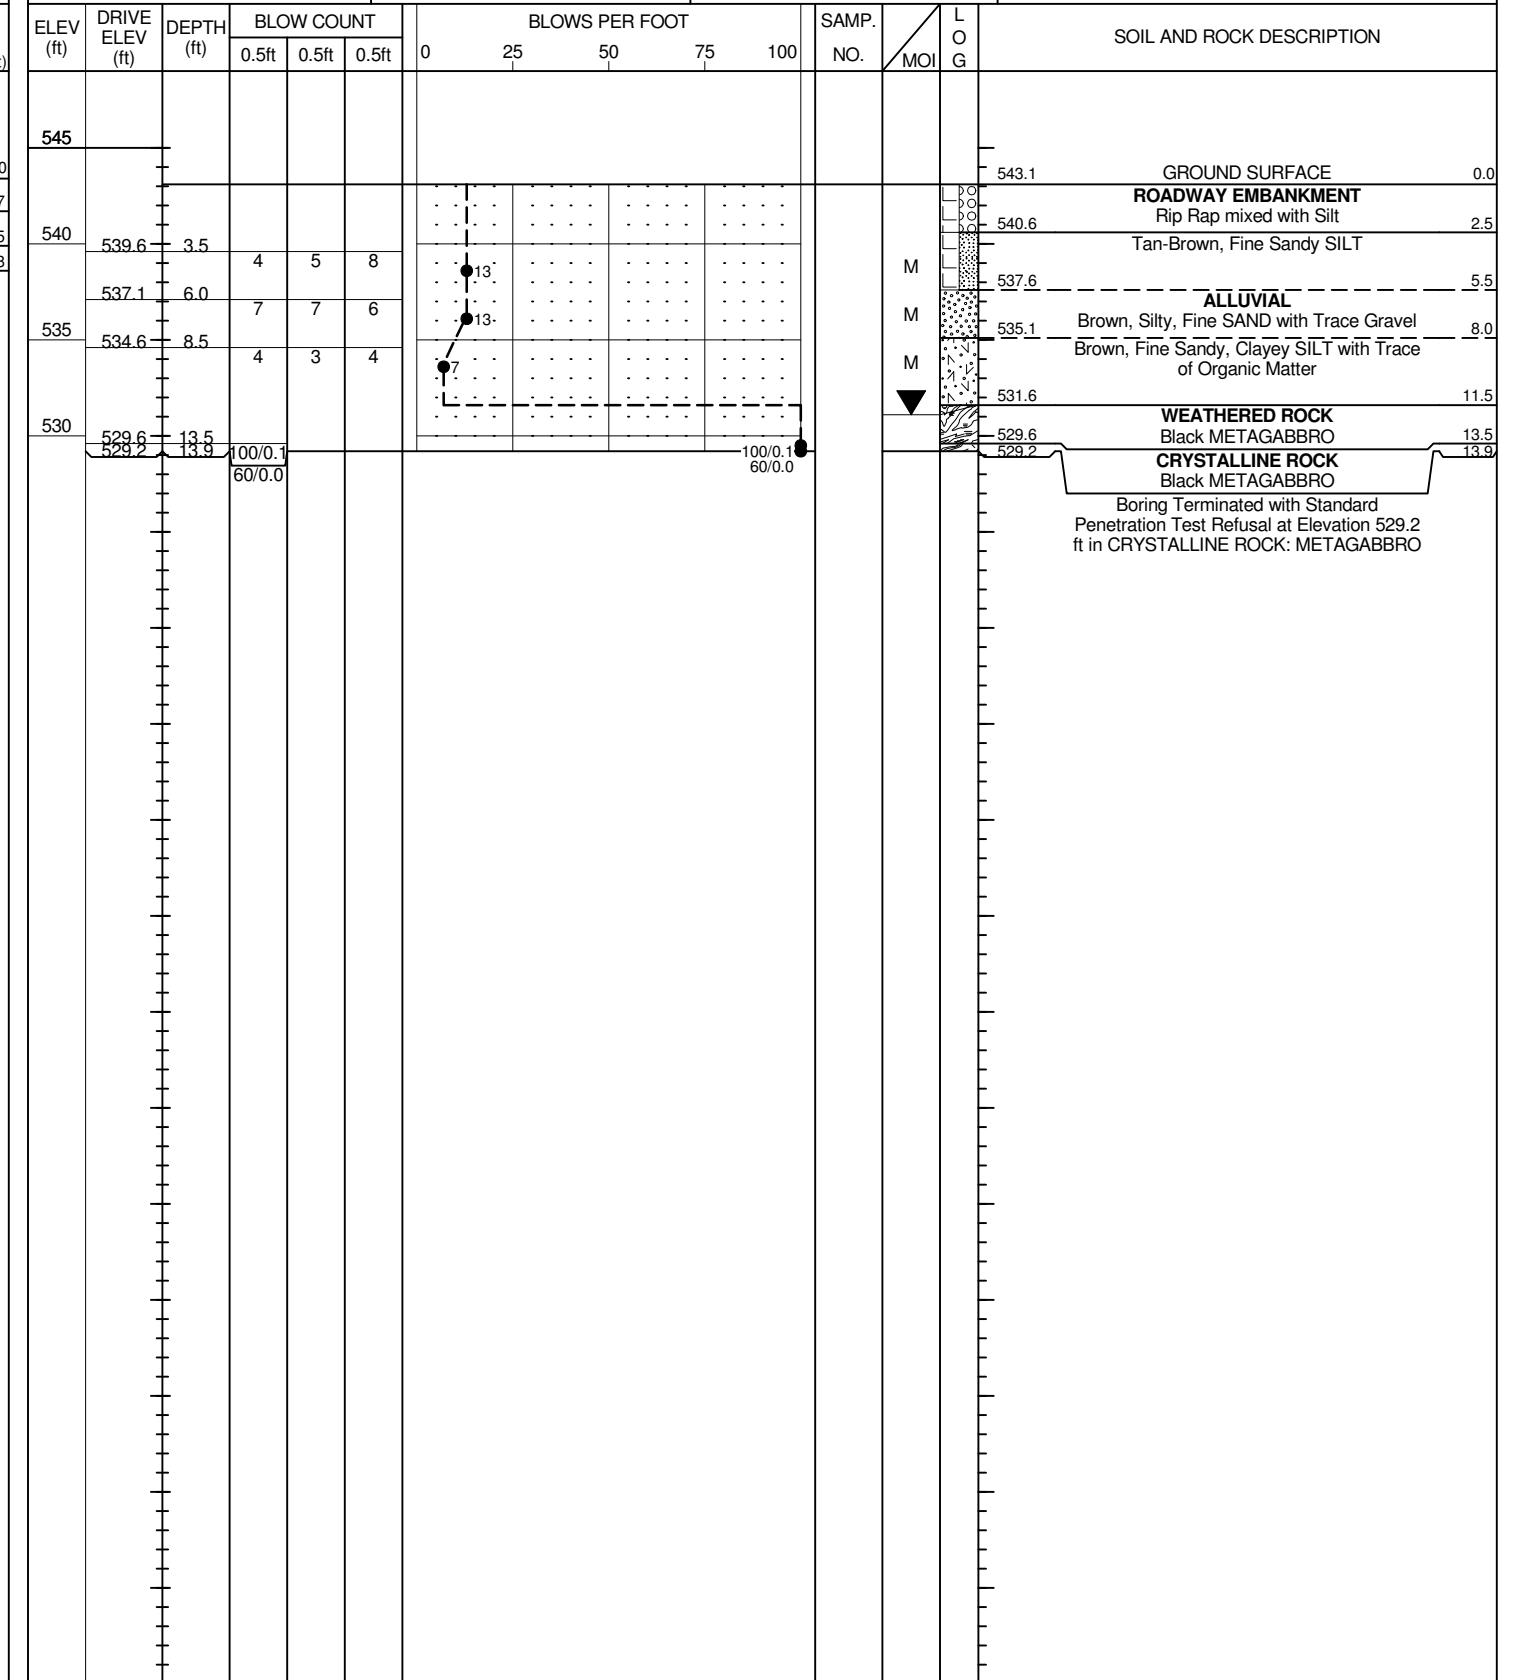 ELEV (ft) DRIVE ELEV (ft) DEPTH (ft) BLOW COUNT BLOWS PER FOOT SAMP. NO. MOI L O G SOIL AND ROCK DESCRIPTION
0.5ft 0.5ft 0.5ft 0 25 50 75 100
545
543.1 GROUND SURFACE 0.0
ROADWAY EMBANKMENT
Rip Rap mixed with Silt
540.6 2.5
540
Tan-Brown, Fine Sandy SILT
539.6 3.5
4 5 8 13 M
537.6 5.5
537.1 6.0
ALLUVIAL
7 7 6 13 M Brown, Silty, Fine SAND with Trace Gravel
535 535.1 8.0
534.6 8.5
4 3 4 7 M Brown, Fine Sandy, Clayey SILT with Trace
of Organic Matter
531.6 11.5
WEATHERED ROCK
530
529.6 13.5 529.6 Black METAGABBRO 13.5
529.2 13.9 100/0.1 100/0.1 529.2 13.9
CRYSTALLINE ROCK
60/0.0 60/0.0
Black METAGABBRO
Boring Terminated with Standard
Penetration Test Refusal at Elevation 529.2
ft in CRYSTALLINE ROCK: METAGABBRO